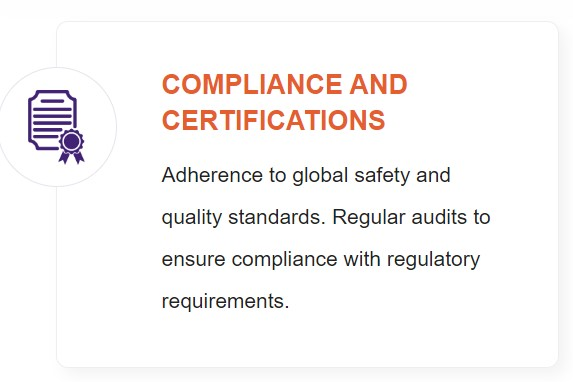 COMPLIANCE AND
CERTIFICATIONS
Adherence to global safety and
quality standards. Regular audits to
ensure compliance with regulatory
requirements.